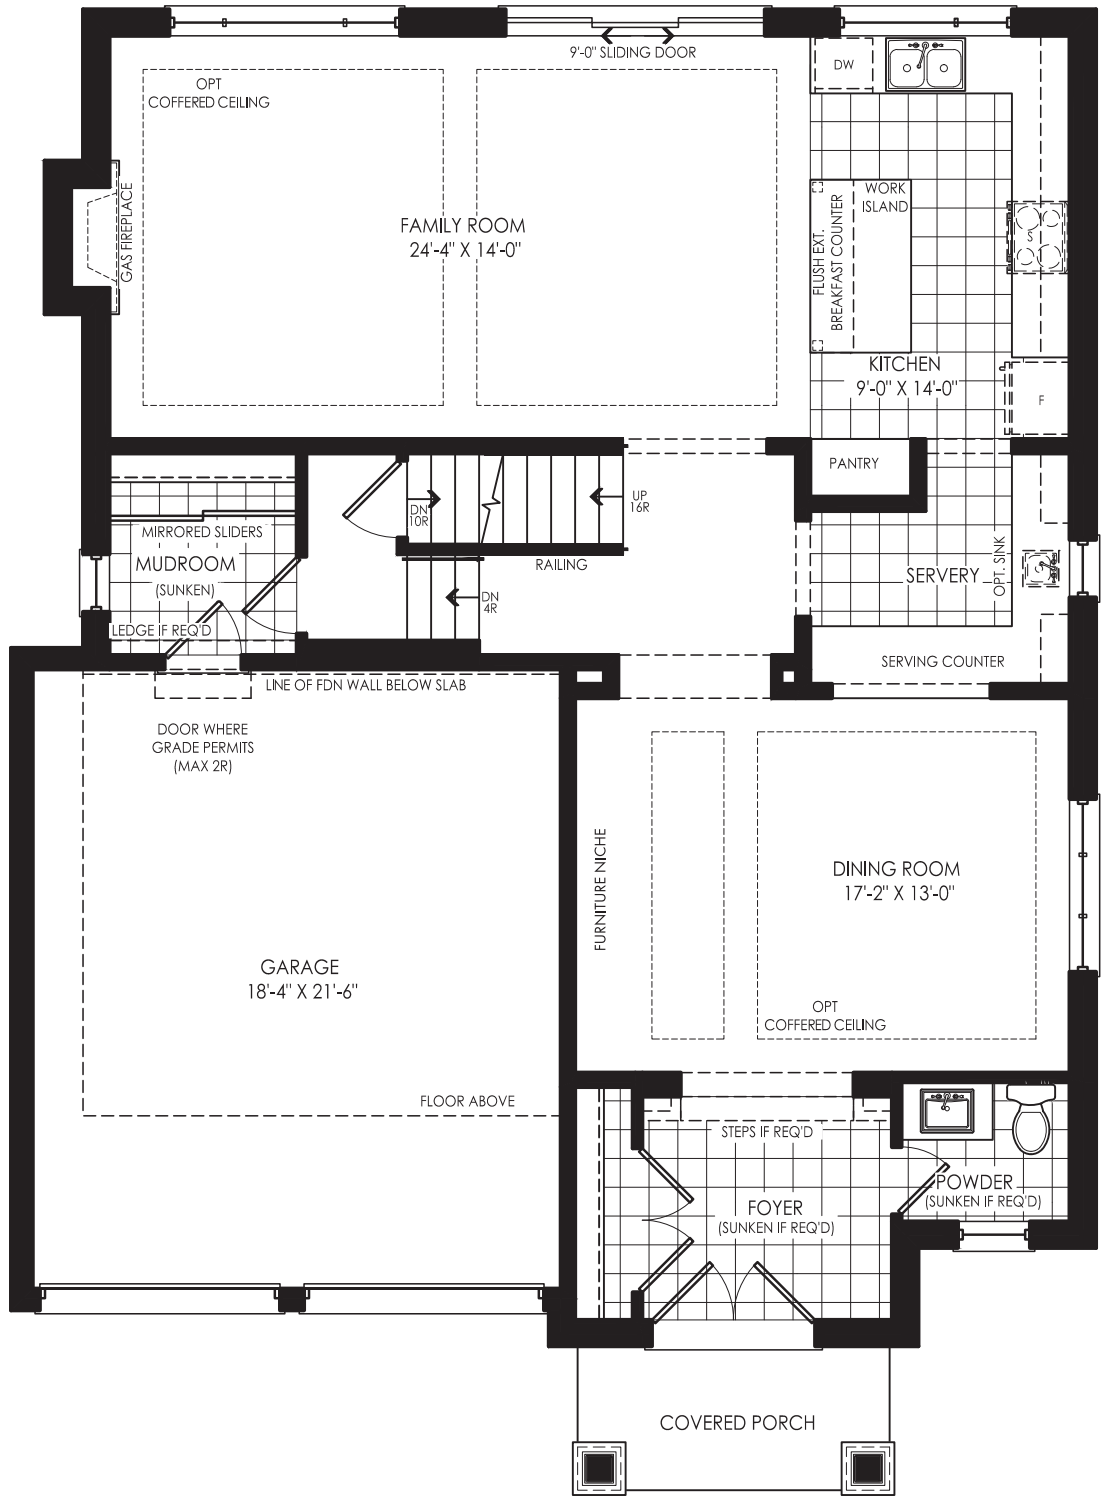 9'-0" SLIDING DOOR
OPT
COFFERED CEILING
DW
GAS FIREPLACE
FAMILY ROOM
24'-4" X 14'-0"
WORK
ISLAND
FLUSH EXT.
BREAKFAST COUNTER
S
KITCHEN
9'-0" X 14'-0"
F
PANTRY
DN
10R
UP
16R
MIRRORED SLIDERS
MUDROOM
(SUNKEN)
LEDGE IF REQ'D
RAILING
DN
4R
SERVERY
OPT. SINK
SERVING COUNTER
LINE OF FDN WALL BELOW SLAB
DOOR WHERE
GRADE PERMITS
(MAX 2R)
FURNITURE NICHE
DINING ROOM
17'-2" X 13'-0"
GARAGE
18'-4" X 21'-6"
OPT
COFFERED CEILING
FLOOR ABOVE
STEPS IF REQ'D
POWDER
(SUNKEN IF REQ'D)
FOYER
(SUNKEN IF REQ'D)
COVERED PORCH